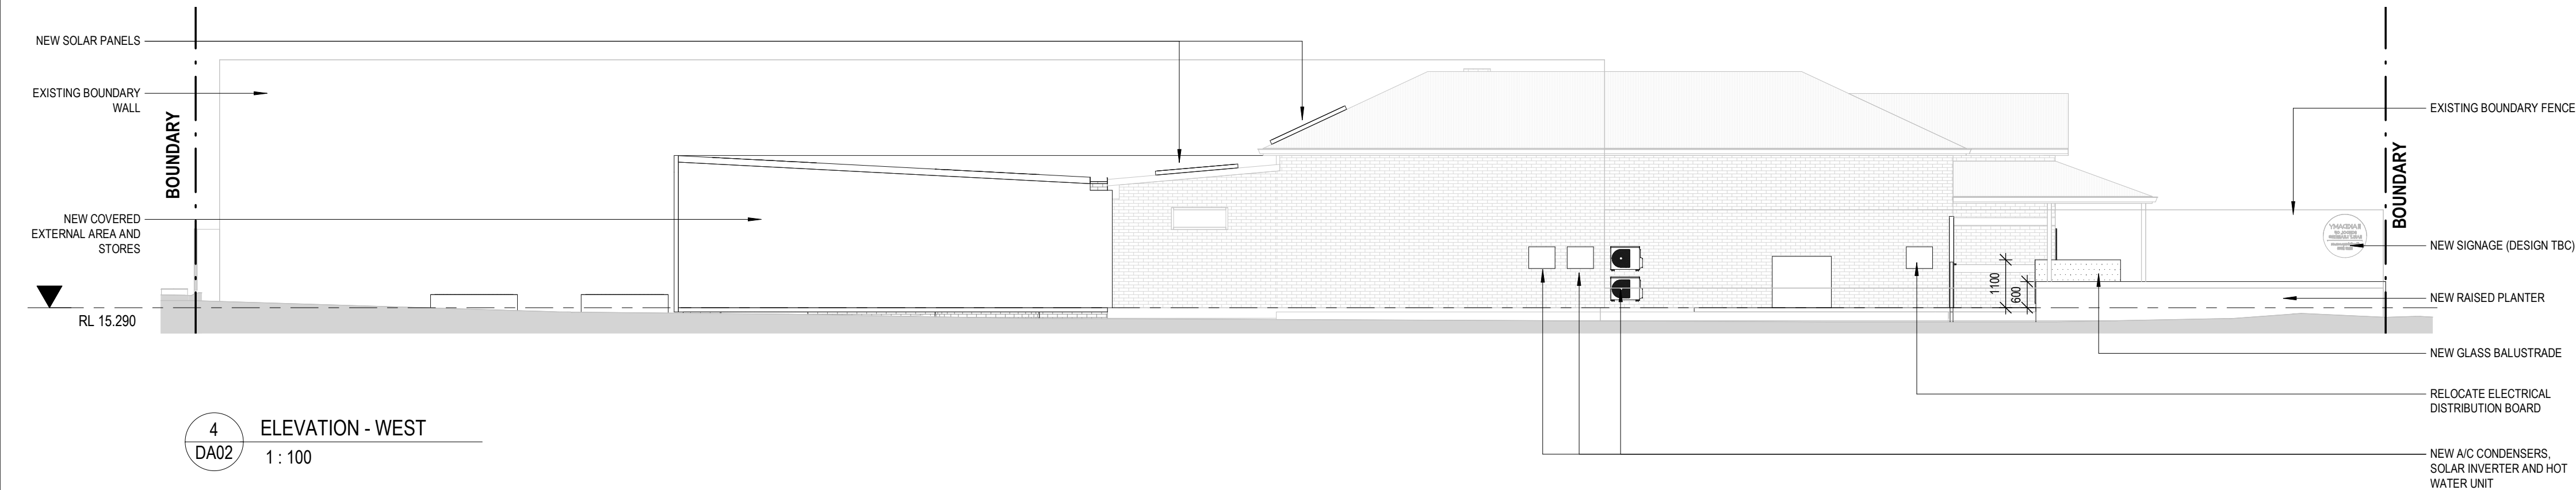 NEW SOLAR PANELS
EXISTING BOUNDARY
WALL
BOUNDARY
NEW COVERED
EXTERNAL AREA AND
STORES
RL 15.290
1100
600
BOUNDARY
EXISTING BOUNDARY FENCE
NEW SIGNAGE (DESIGN TBC)
NEW RAISED PLANTER
NEW GLASS BALUSTRADE
RELOCATE ELECTRICAL
DISTRIBUTION BOARD
NEW A/C CONDENSERS,
SOLAR INVERTER AND HOT
WATER UNIT
4
DA02
ELEVATION - WEST
1 : 100